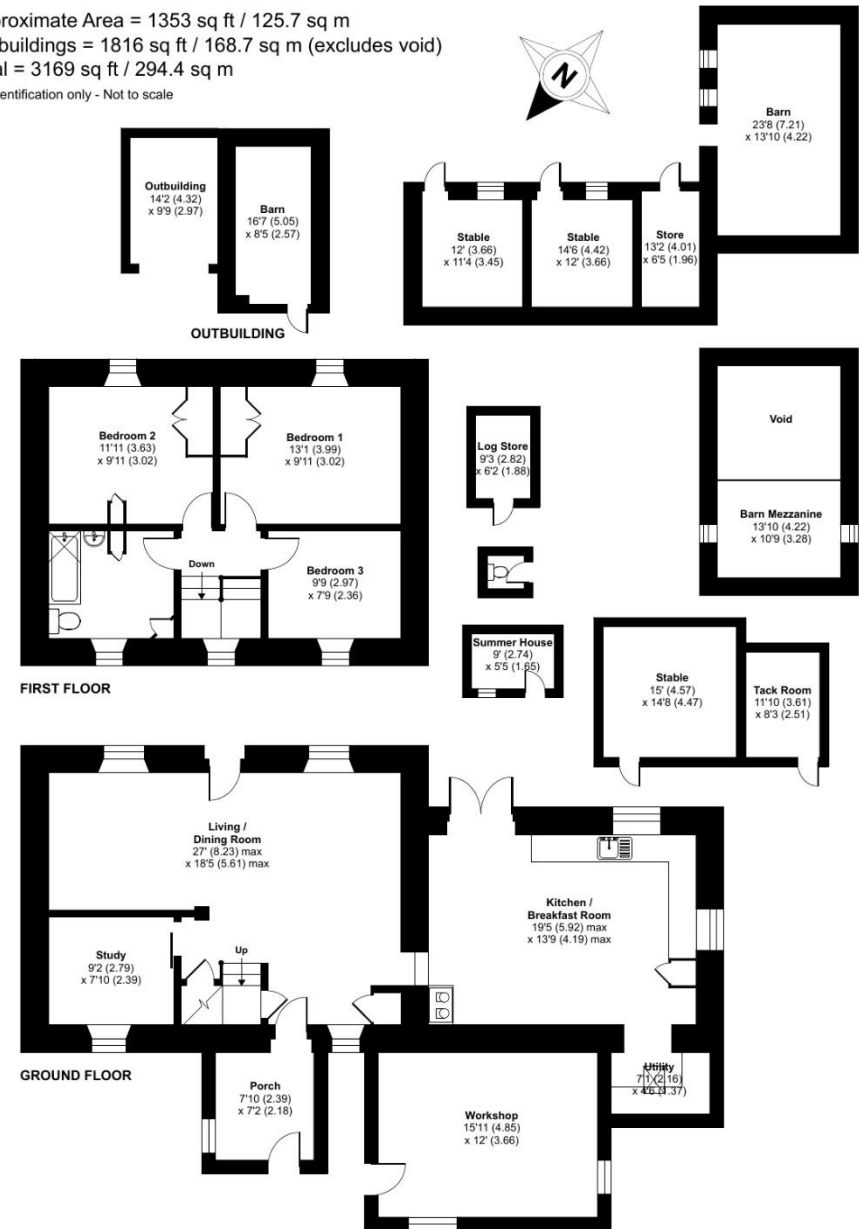 roximate Area = 1353 sq ft / 125.7 sq m
buildings = 1816 sq ft / 168.7 sq m (excludes void)
al = 3169 sq ft / 294.4 sq m
entification only - Not to scale
N
Barn
23'8 (7.21)
x 13'10 (4.22)
Outbuilding
14'2 (4.32)
x 9'9 (2.97)
Barn
16'7 (5.05)
x 8'5 (2.57)
Stable
12' (3.66)
x 11'4 (3.45)
Stable
14'6 (4.42)
x 12' (3.66)
Store
13'2 (4.01)
x 6'5 (1.96)
OUTBUILDING
Bedroom 2
11'11 (3.63)
x 9'11 (3.02)
Bedroom 1
13'1 (3.99)
x 9'11 (3.02)
Down
Bedroom 3
9'9 (2.97)
x 7'9 (2.36)
FIRST FLOOR
Log Store
9'3 (2.82)
x 6'2 (1.88)
Void
Barn Mezzanine
13'10 (4.22)
x 10'9 (3.28)
Summer House
9' (2.74)
x 5'5 (1.65)
Stable
15' (4.57)
x 14'8 (4.47)
Tack Room
11'10 (3.61)
x 8'3 (2.51)
Living /
Dining Room
27' (8.23) max
x 18'5 (5.61) max
Kitchen /
Breakfast Room
19'5 (5.92) max
x 13'9 (4.19) max
Study
9'2 (2.79)
x 7'10 (2.39)
Up
GROUND FLOOR
Porch
7'10 (2.39)
x 7'2 (2.18)
Workshop
15'11 (4.85)
x 12' (3.66)
Utility
7'1 (2.16)
x 4'6 (1.37)